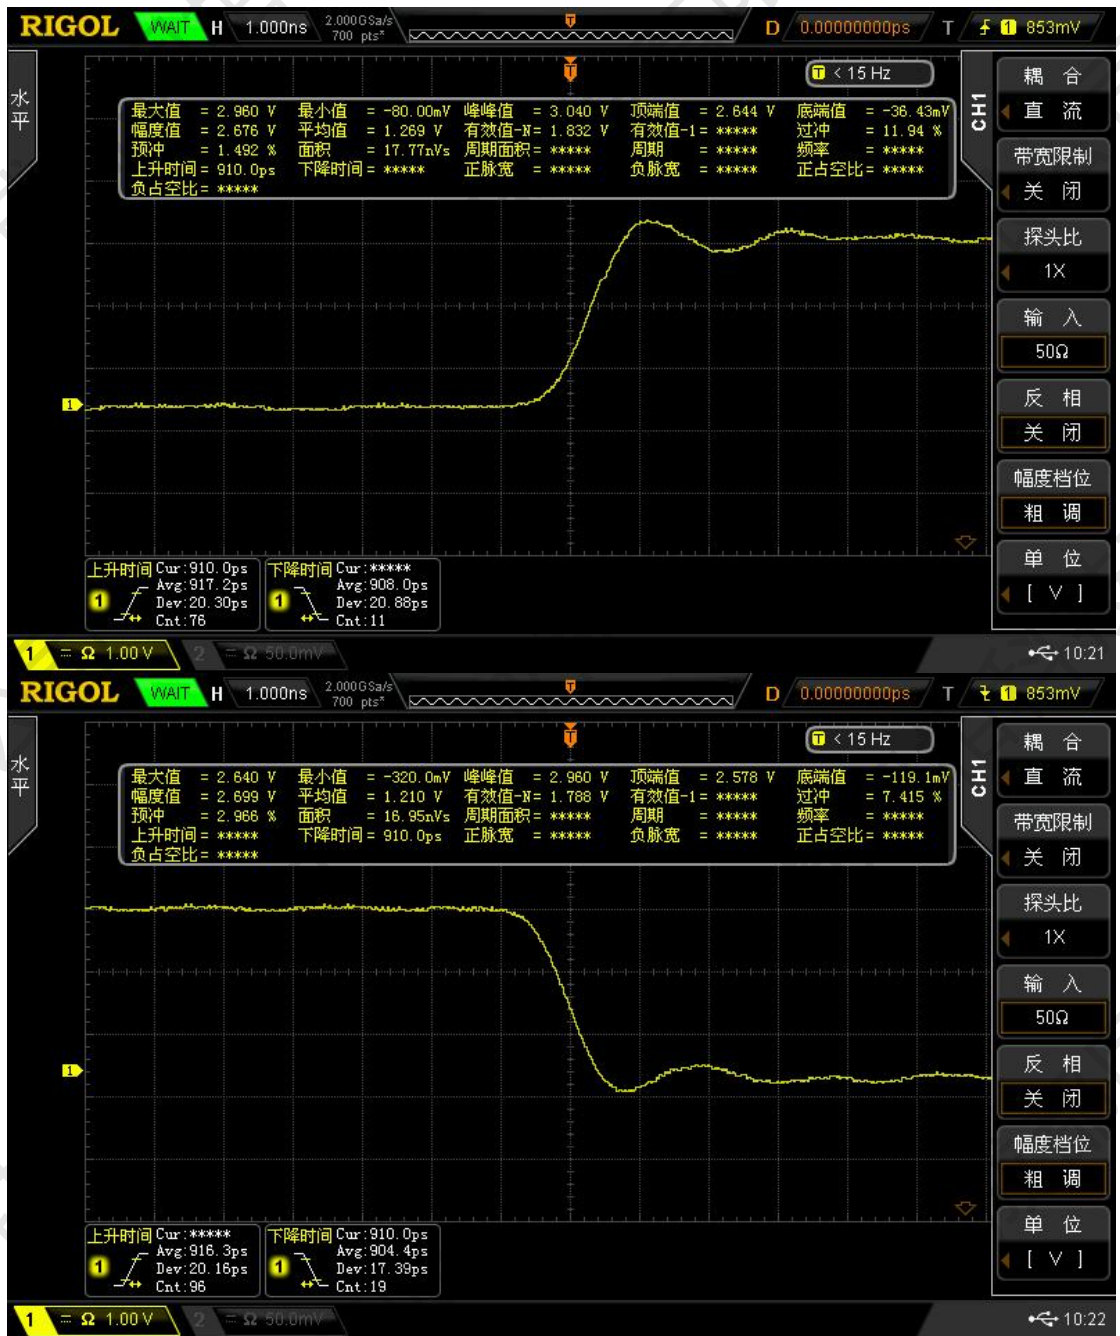 RIGOL WAIT H 1.000ns 2.000GSa/s 700 pts* D 0.00000000ps T 1 853mV
T < 15 Hz
水平
最大值 = 2.960 V 最小值 = -80.00mV 峰峰值 = 3.040 V 顶端值 = 2.644 V 底端值 = -36.43mV
幅度值 = 2.676 V 平均值 = 1.269 V 有效值-N= 1.832 V 有效值-1= ***** 过冲 = 11.94 %
预冲 = 1.492 % 面积 = 17.77nVs 周期面积= ***** 周期 = ***** 频率 = *****
上升时间= 910.0ps 下降时间= ***** 正脉宽 = ***** 负脉宽 = ***** 正占空比= *****
负占空比= *****
CH1
耦合
直流
带宽限制
关闭
探头比
1X
输入
50Ω
反相
关闭
幅度档位
粗调
单位
[ V ]
1
上升时间 Cur:910.0ps
Avg:917.2ps
1 Dev:20.30ps
Cnt:76
下降时间 Cur:*****
Avg:908.0ps
1 Dev:20.88ps
Cnt:11
1 = Ω 1.00 V 2 = Ω 50.0mV 10:21
RIGOL WAIT H 1.000ns 2.000GSa/s 700 pts* D 0.00000000ps T 1 853mV
T < 15 Hz
水平
最大值 = 2.640 V 最小值 = -320.0mV 峰峰值 = 2.960 V 顶端值 = 2.578 V 底端值 = -119.1mV
幅度值 = 2.699 V 平均值 = 1.210 V 有效值-N= 1.788 V 有效值-1= ***** 过冲 = 7.415 %
预冲 = 2.966 % 面积 = 16.95nVs 周期面积= ***** 周期 = ***** 频率 = *****
上升时间= ***** 下降时间= 910.0ps 正脉宽 = ***** 负脉宽 = ***** 正占空比= *****
负占空比= *****
CH1
耦合
直流
带宽限制
关闭
探头比
1X
输入
50Ω
反相
关闭
幅度档位
粗调
单位
[ V ]
1
上升时间 Cur:*****
Avg:916.3ps
1 Dev:20.16ps
Cnt:96
下降时间 Cur:910.0ps
Avg:904.4ps
1 Dev:17.39ps
Cnt:19
1 = Ω 1.00 V 2 = Ω 50.0mV 10:22